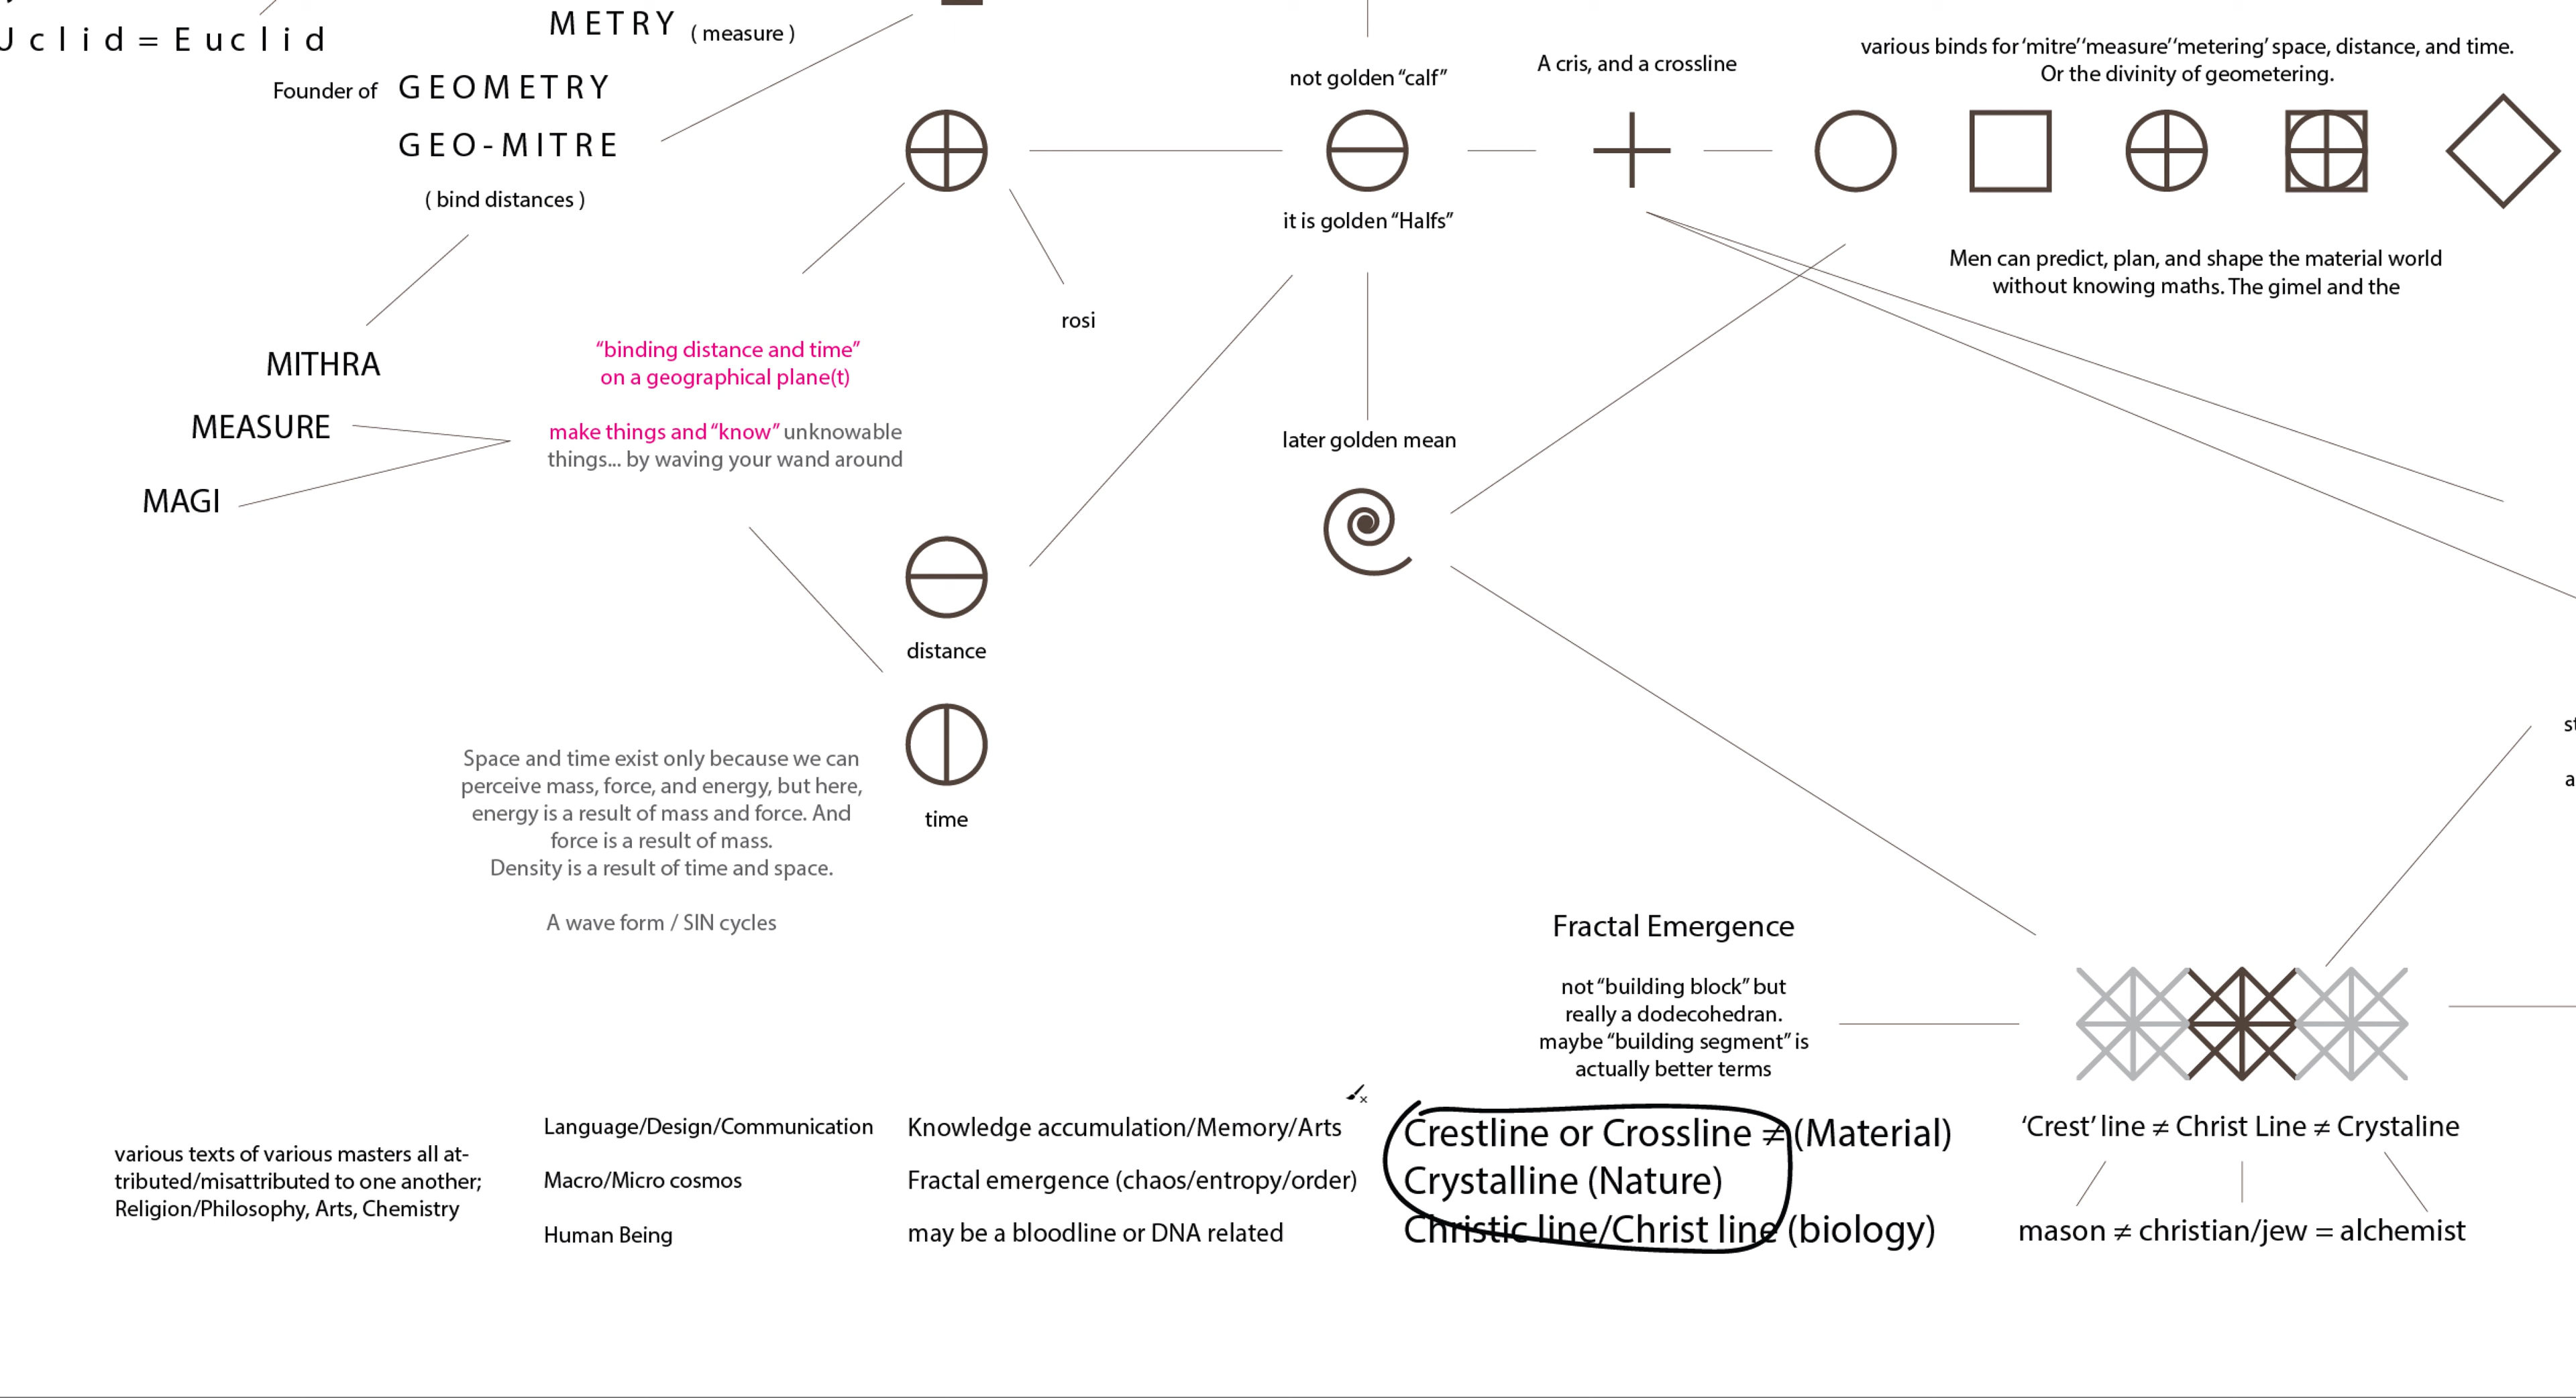 Uclid = Euclid
METRY ( measure )
Founder of GEOMETRY
GEO-MITRE
( bind distances )
MITHRA
MEASURE
MAGI
“binding distance and time”
on a geographical plane(t)
make things and “know” unknowable
things... by waving your wand around
rosi
not golden “calf”
it is golden “Halfs”
later golden mean
A cris, and a crossline
various binds for ‘mitre’ ‘measure’ ‘metering’ space, distance, and time.
Or the divinity of geometering.
Men can predict, plan, and shape the material world
without knowing maths. The gimel and the
distance
time
Space and time exist only because we can
perceive mass, force, and energy, but here,
energy is a result of mass and force. And
force is a result of mass.
Density is a result of time and space.
A wave form / SIN cycles
Fractal Emergence
not “building block” but
really a dodecohedran.
maybe “building segment” is
actually better terms
various texts of various masters all at-
tributed/misattributed to one another;
Religion/Philosophy, Arts, Chemistry
Language/Design/Communication
Macro/Micro cosmos
Human Being
Knowledge accumulation/Memory/Arts
Fractal emergence (chaos/entropy/order)
may be a bloodline or DNA related
Crestline or Crossline ≠ (Material)
Crystalline (Nature)
Christic line/Christ line (biology)
‘Crest’ line ≠ Christ Line ≠ Crystaline
mason ≠ christian/jew = alchemist